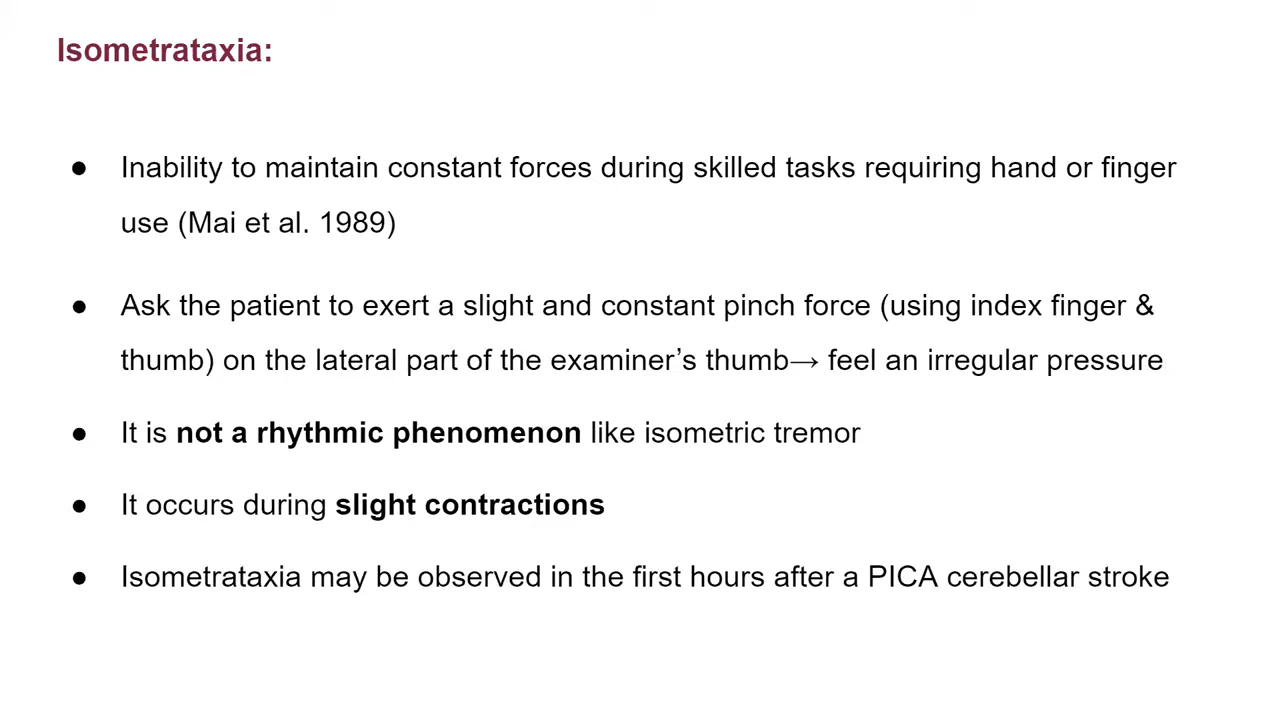 Isometrataxia:
● Inability to maintain constant forces during skilled tasks requiring hand or finger
use (Mai et al. 1989)
● Ask the patient to exert a slight and constant pinch force (using index finger &
thumb) on the lateral part of the examiner’s thumb→ feel an irregular pressure
● It is not a rhythmic phenomenon like isometric tremor
● It occurs during slight contractions
● Isometrataxia may be observed in the first hours after a PICA cerebellar stroke